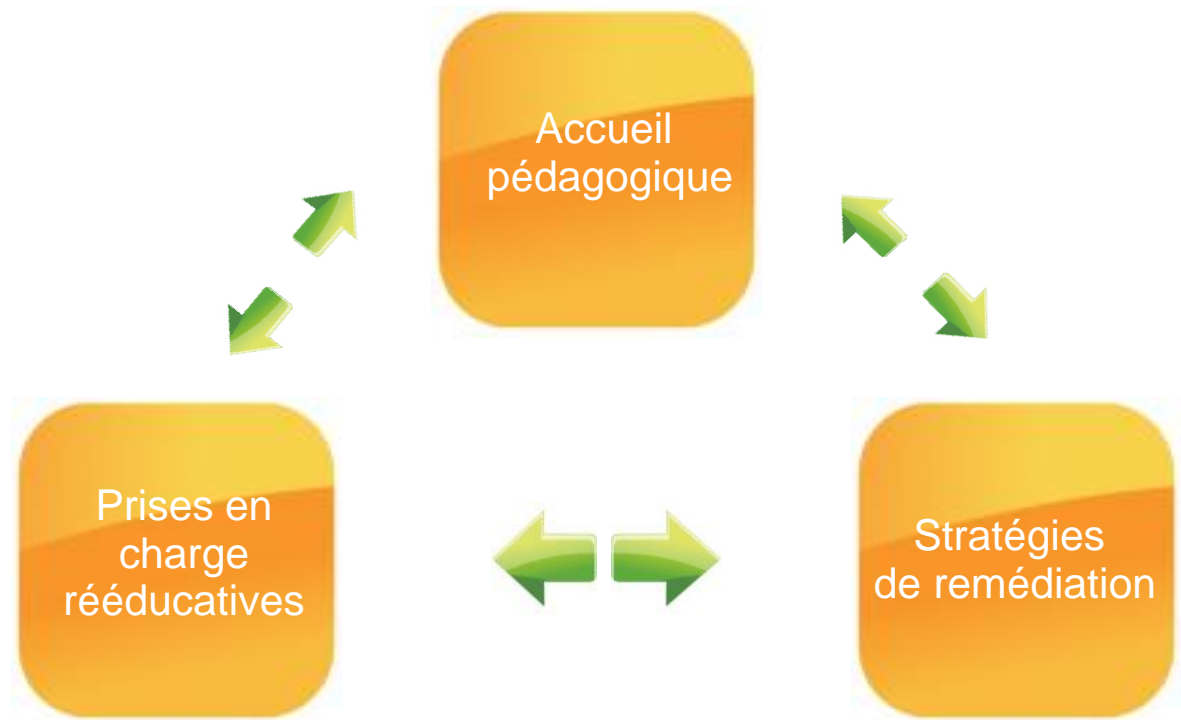 Accueil
pédagogique
Prises en
charge
rééducatives
Stratégies
de remédiation